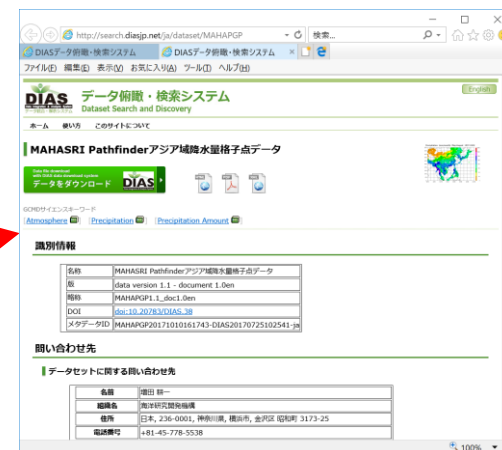 http://search.diasjp.net/ja/dataset/MAHAPGP
検索...
DIASデータ俯瞰・検索システム
DIASデータ俯瞰・検索システム
ファイル(F) 編集(E) 表示(V) お気に入り(A) ツール(T) ヘルプ(H)
English
DIAS
データ俯瞰・検索システム
Dataset Search and Discovery
ホーム 使い方 このサイトについて
MAHASRI Pathfinderアジア域降水量格子点データ
Data file download
with DIAS data download system
データをダウンロード DIAS
GCMDサイエンスキーワード
[Atmosphere] [Precipitation] [Precipitation Amount]
識別情報
名称 MAHASRI Pathfinderアジア域降水量格子点データ
版 data version 1.1 - document 1.0en
略称 MAHAPGP1.1_doc1.0en
DOI doi:10.20783/DIAS.38
メタデータID MAHAPGP20171010161743-DIAS20170725102541-ja
問い合わせ先
データセットに関する問い合わせ先
名前 増田 耕一
組織名 海洋研究開発機構
住所 日本, 236-0001, 神奈川県, 横浜市, 金沢区 昭和町 3173-25
電話番号 +81-45-778-5538
100%